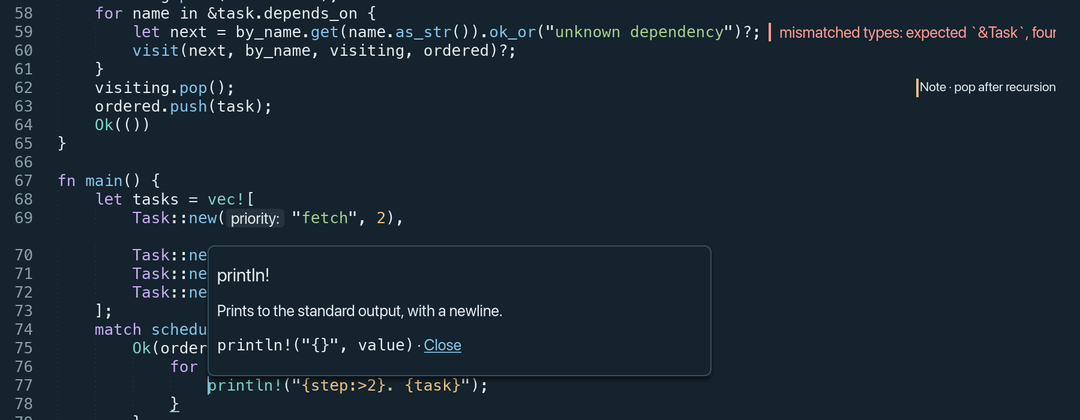 58 for name in &task.depends_on {
59 let next = by_name.get(name.as_str()).ok_or("unknown dependency")?; mismatched types: expected `&Task`,
60 visit(next, by_name, visiting, ordered)?;
61 }
62 visiting.pop(); Note · pop after recursion
63 ordered.push(task);
64 Ok(())
65 }
66
67 fn main() {
68 let tasks = vec![
69 Task::new( priority: "fetch", 2),
70 Task::ne
71 Task::ne
72 Task::ne
println!
Prints to the standard output, with a newline.
println!("{}", value) · Close
73 ];
74 match schedu
75 Ok(order
76 for
77 println!("{step:>2}. {task}");
78 }